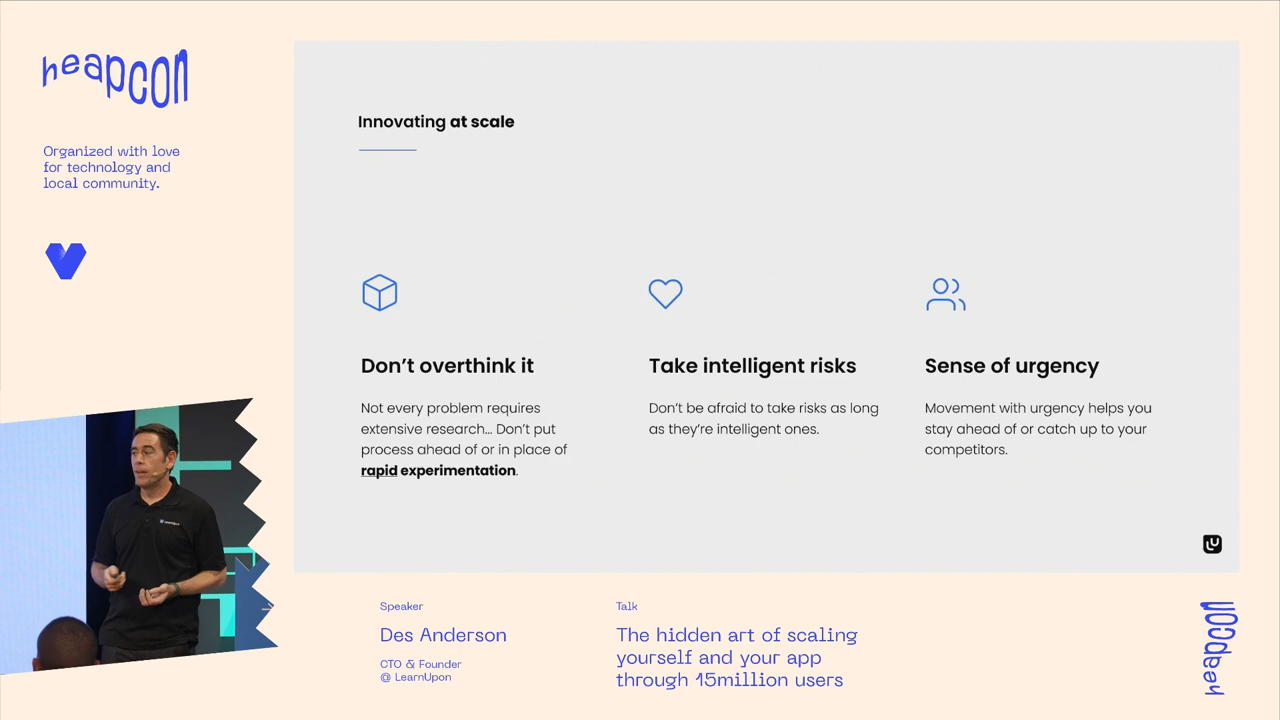 heapcon
Organized with love
for technology and
local community.
Innovating at scale
Don't overthink it
Not every problem requires
extensive research... Don't put
process ahead of or in place of
rapid experimentation.
Take intelligent risks
Don't be afraid to take risks as long
as they're intelligent ones.
Sense of urgency
Movement with urgency helps you
stay ahead of or catch up to your
competitors.
Speaker
Des Anderson
CTO & Founder
@ LearnUpon
Talk
The hidden art of scaling
yourself and your app
through 15million users
heapcon